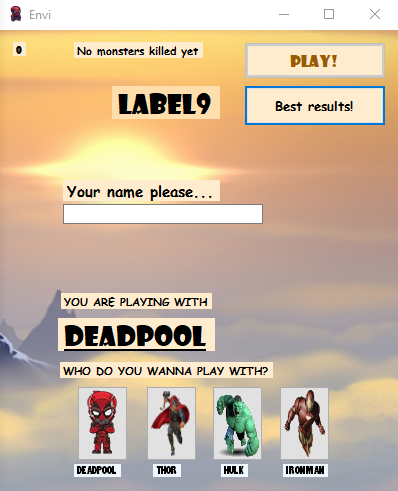 Envi
0
No monsters killed yet
PLAY!
LABEL9
Best results!
Your name please...
YOU ARE PLAYING WITH
DEADPOOL
WHO DO YOU WANNA PLAY WITH?
DEADPOOL THOR HULK IRONMAN